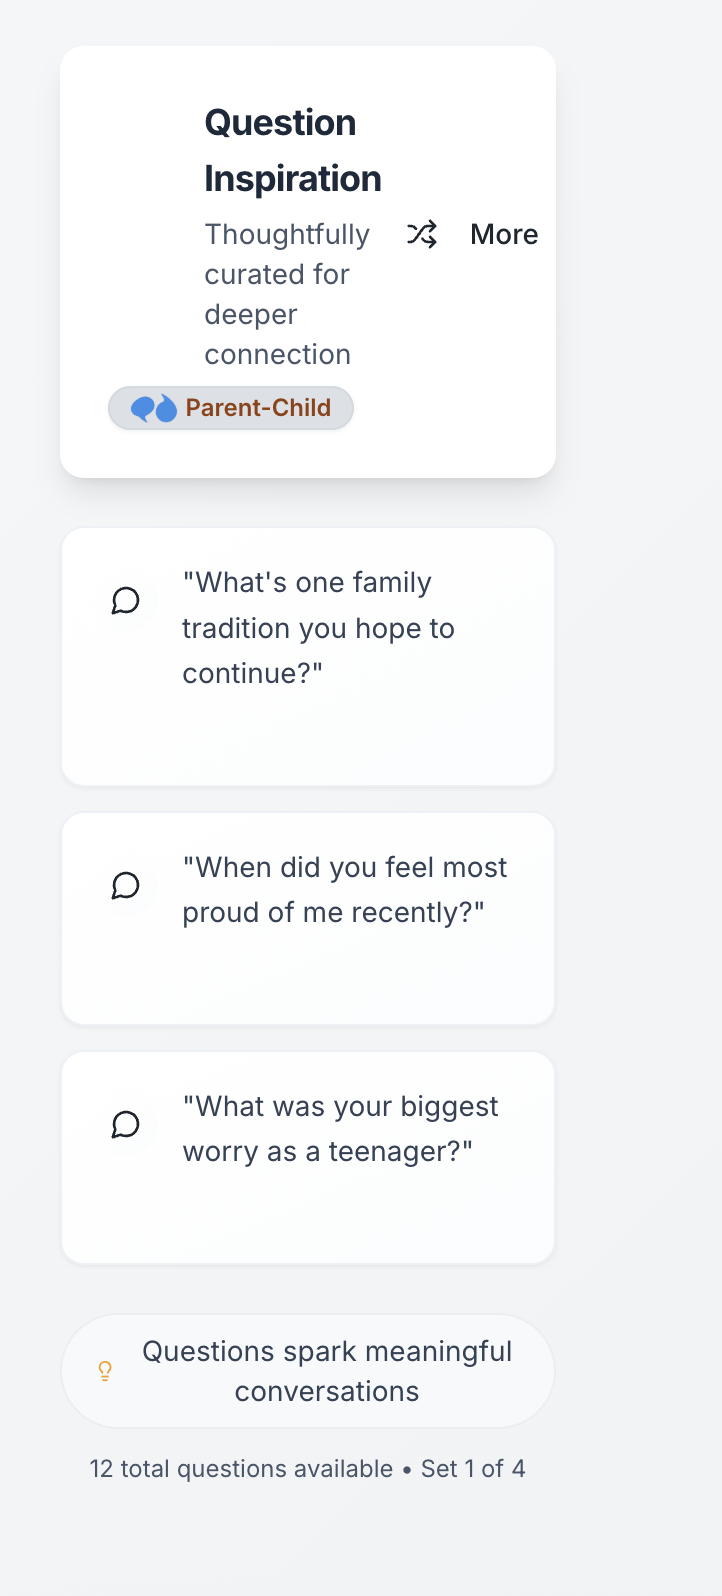 Question
Inspiration
Thoughtfully
curated for
deeper
connection
More
Parent-Child
"What's one family
tradition you hope to
continue?"
"When did you feel most
proud of me recently?"
"What was your biggest
worry as a teenager?"
Questions spark meaningful
conversations
12 total questions available • Set 1 of 4